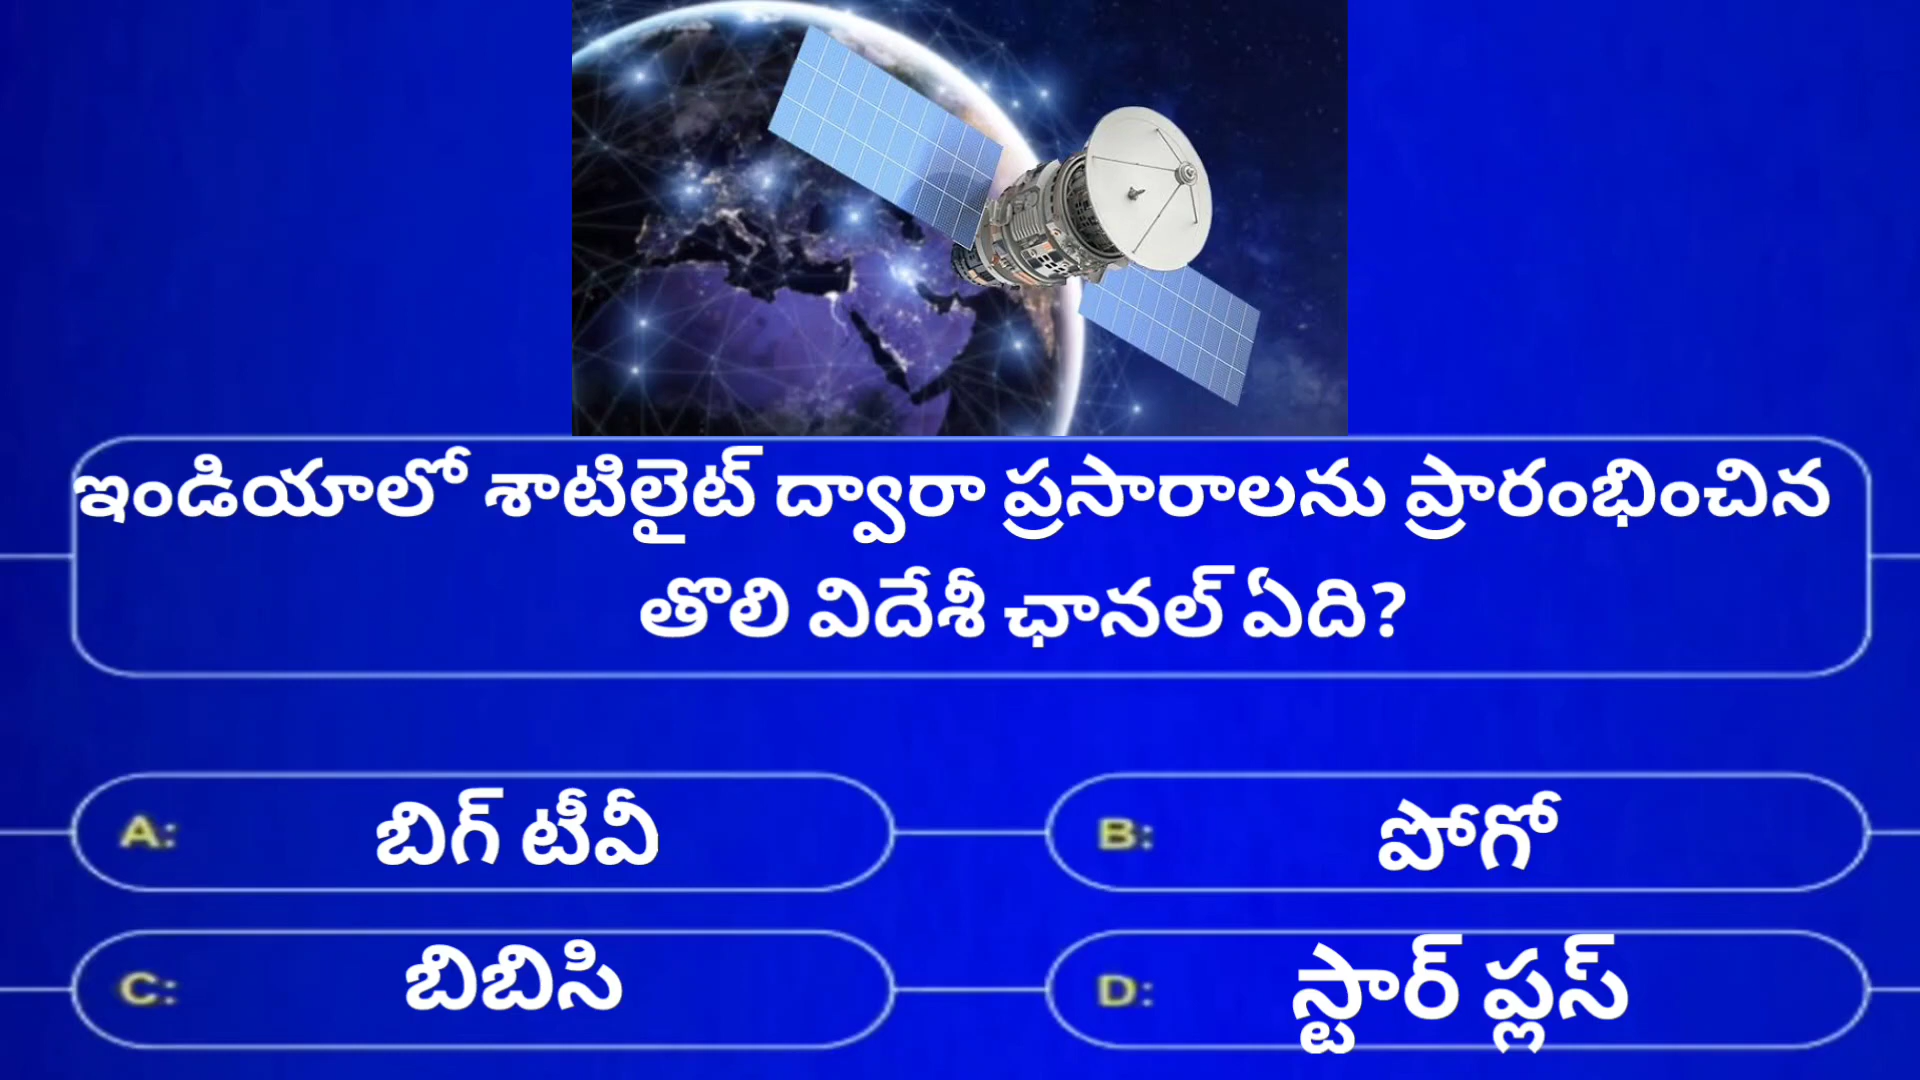 ఇండియాలో శాటిలైట్ ద్వారా ప్రసారాలను ప్రారంభించిన
తొలి విదేశీ ఛానల్ ఏది?
A: బిగ్ టీవీ
B: పోగో
C: బిబిసి
D: స్టార్ ప్లస్